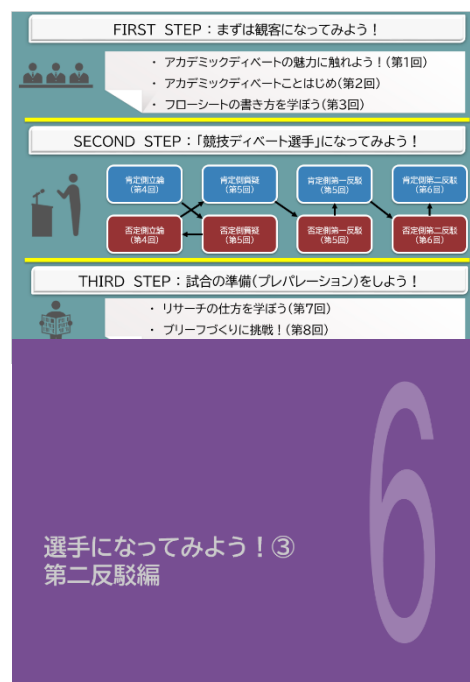 FIRST STEP：まずは観客になってみよう！
・ アカデミックディベートの魅力に触れよう！(第1回)
・ アカデミックディベートことはじめ(第2回)
・ フローシートの書き方を学ぼう(第3回)
SECOND STEP：「競技ディベート選手」になってみよう！
肯定側立論
(第4回)
肯定側質疑
(第5回)
肯定側第一反駁
(第5回)
肯定側第二反駁
(第6回)
否定側立論
(第4回)
否定側質疑
(第5回)
否定側第一反駁
(第5回)
否定側第二反駁
(第6回)
THIRD STEP：試合の準備(プレパレーション)をしよう！
・ リサーチの仕方を学ぼう(第7回)
・ ブリーフづくりに挑戦！(第8回)
6
選手になってみよう！③
第二反駁編